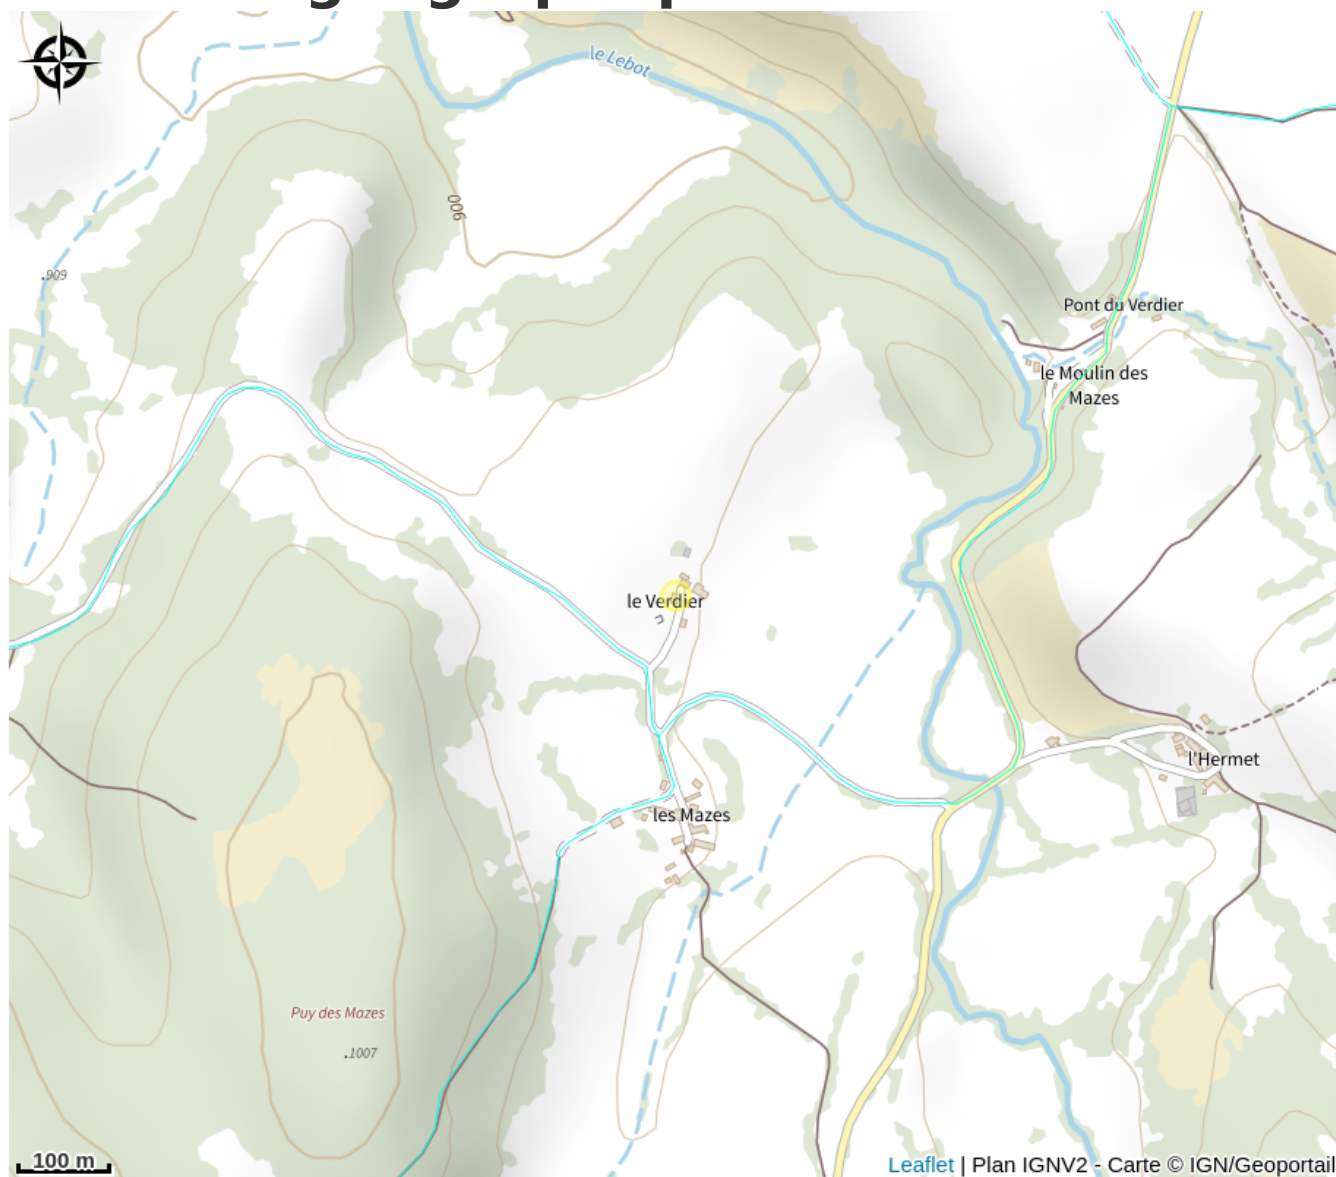 le Lebot
900
.909
Pont du Verdier
le Moulin des
Mazes
le Verdier
l'Hermet
les Mazes
Puy des Mazes
.1007
100 m
Leaflet | Plan IGNV2 - Carte © IGN/Geoportail